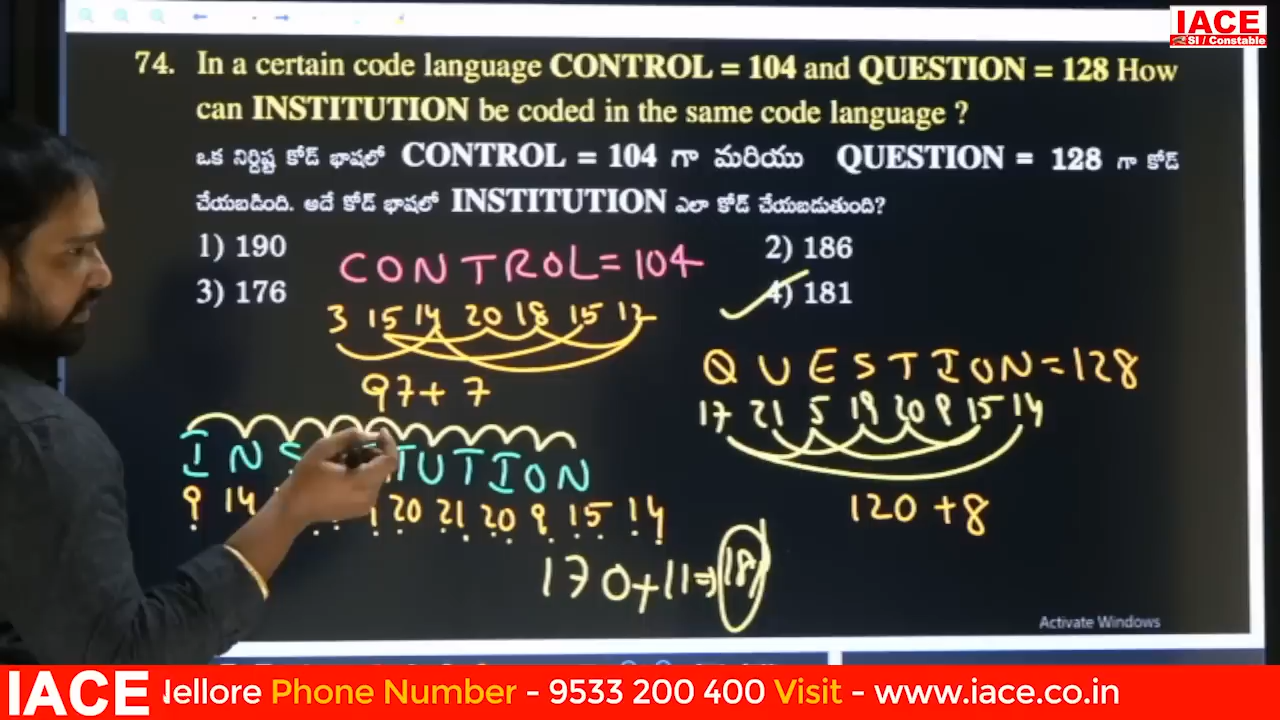 IACE
SI / Constable
74. In a certain code language CONTROL = 104 and QUESTION = 128 How
can INSTITUTION be coded in the same code language ?
ఒక నిర్దిష్ట కోడ్ భాషలో CONTROL = 104 గా మరియు QUESTION = 128 గా కోడ్
చేయబడింది. అదే కోడ్ భాషలో INSTITUTION ఎలా కోడ్ చేయబడుతుంది?
1) 190 2) 186
3) 176 4) 181
CONTROL = 104
3 15 14 20 18 15 12
97+ 7
QUESTION = 128
17 21 5 19 20 9 15 14
120 +8
I N S T U T I O N
9 14 20 21 20 9 15 14
170+11⇒181
Activate Windows
IACE Nellore Phone Number - 9533 200 400 Visit - www.iace.co.in